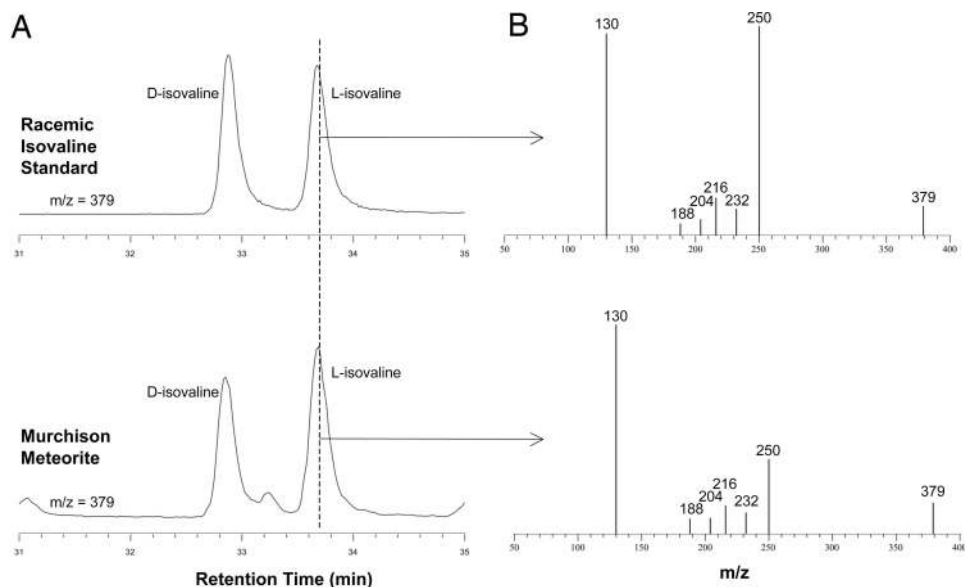 A
D-isovaline
L-isovaline
Racemic
Isovaline
Standard
m/z = 379
31 32 33 34 35
B
130
250
188
204
216
232
379
50 100 150 200 250 300 350 400
D-isovaline
L-isovaline
Murchison
Meteorite
m/z = 379
31 32 33 34 35
Retention Time (min)
130
188
204
216
232
250
379
50 100 150 200 250 300 350 400
m/z